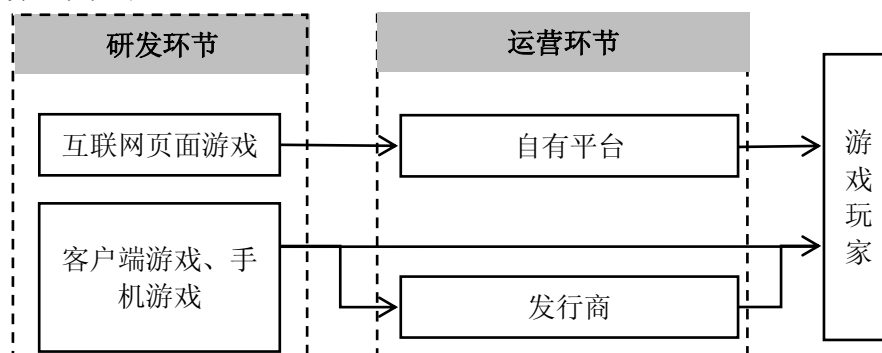 研发环节
运营环节
互联网页面游戏
自有平台
客户端游戏、手
机游戏
发行商
游
戏
玩
家